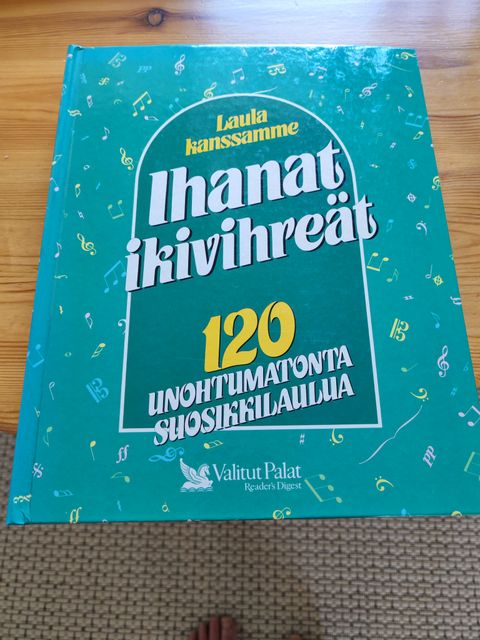 Laula
kanssamme
Ihanat
ikivihreät
120
UNOHTUMATONTA
SUOSIKKILAULUA
Valitut Palat
Reader's Digest